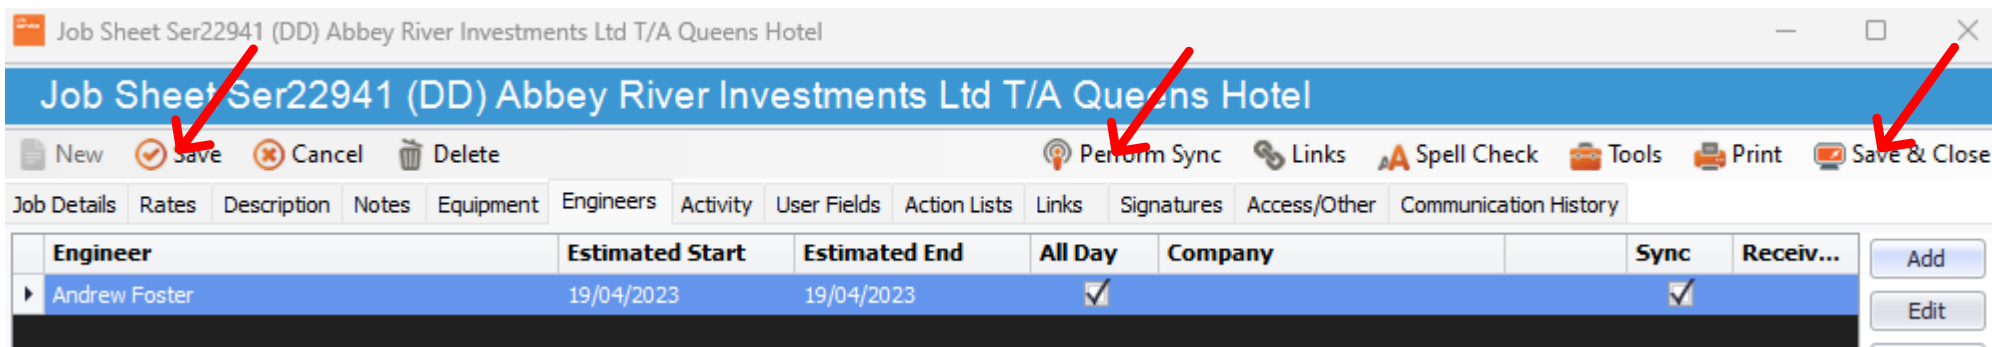 Job Sheet Ser22941 (DD) Abbey River Investments Ltd T/A Queens Hotel
Job Sheet Ser22941 (DD) Abbey River Investments Ltd T/A Queens Hotel
New Save Cancel Delete Perform Sync Links Spell Check Tools Print Save & Close
Job Details Rates Description Notes Equipment Engineers Activity User Fields Action Lists Links Signatures Access/Other Communication History
Engineer Estimated Start Estimated End All Day Company Sync Receiv... Add
Andrew Foster 19/04/2023 19/04/2023
Edit